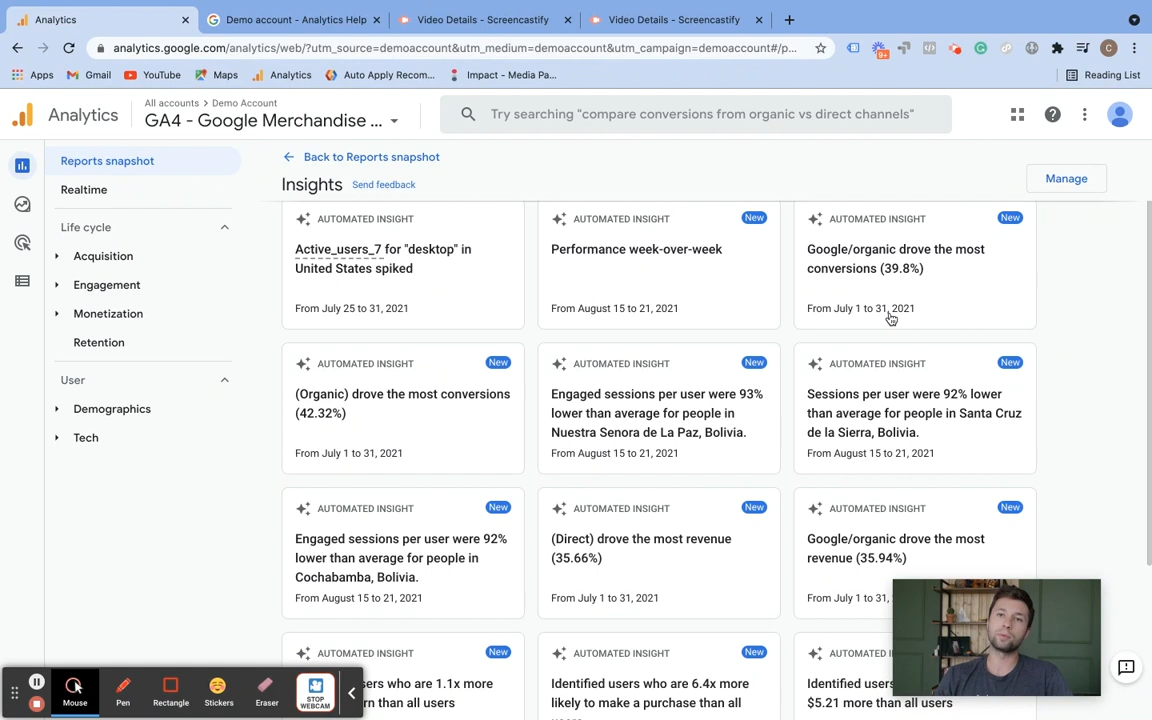 Analytics
Demo account - Analytics Help
Video Details - Screencastify
Video Details - Screencastify
analytics.google.com/analytics/web/?utm_source=demoaccount&utm_medium=demoaccount&utm_campaign=demoaccount#/p...
9+
C
Apps
Gmail
YouTube
Maps
Analytics
Auto Apply Recom...
Impact - Media Pa...
Reading List
Analytics
All accounts > Demo Account
GA4 - Google Merchandise ...
Try searching "compare conversions from organic vs direct channels"
Reports snapshot
Realtime
Life cycle
Acquisition
Engagement
Monetization
Retention
User
Demographics
Tech
Back to Reports snapshot
Insights
Send feedback
Manage
AUTOMATED INSIGHT
Active_users_7 for "desktop" in
United States spiked
From July 25 to 31, 2021
AUTOMATED INSIGHT
New
Performance week-over-week
From August 15 to 21, 2021
AUTOMATED INSIGHT
New
Google/organic drove the most
conversions (39.8%)
From July 1 to 31, 2021
AUTOMATED INSIGHT
New
(Organic) drove the most conversions
(42.32%)
From July 1 to 31, 2021
AUTOMATED INSIGHT
New
Engaged sessions per user were 93%
lower than average for people in
Nuestra Senora de La Paz, Bolivia.
From August 15 to 21, 2021
AUTOMATED INSIGHT
New
Sessions per user were 92% lower
than average for people in Santa Cruz
de la Sierra, Bolivia.
From August 15 to 21, 2021
AUTOMATED INSIGHT
New
Engaged sessions per user were 92%
lower than average for people in
Cochabamba, Bolivia.
From August 15 to 21, 2021
AUTOMATED INSIGHT
New
(Direct) drove the most revenue
(35.66%)
From July 1 to 31, 2021
AUTOMATED INSIGHT
New
Google/organic drove the most
revenue (35.94%)
From July 1 to 31,
AUTOMATED INSIGHT
New
sers who are 1.1x more
rn than all users
AUTOMATED INSIGHT
New
Identified users who are 6.4x more
likely to make a purchase than all
AUTOMATED I
Identified users
$5.21 more than all users
Mouse
Pen
Rectangle
Stickers
Eraser
STOP
WEBCAM